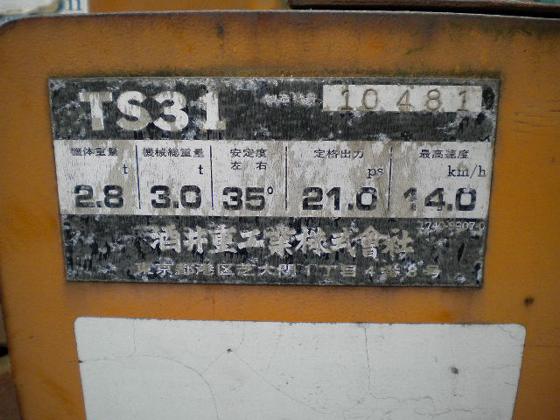 TS31 10481
機体重量 機械総重量 安定度 定格出力 最高速度
左右
t t ps km/h
2.8 3.0 35° 21.0 14.0
酒井重工業株式會社
東京都港区芝大門1丁目4番8号